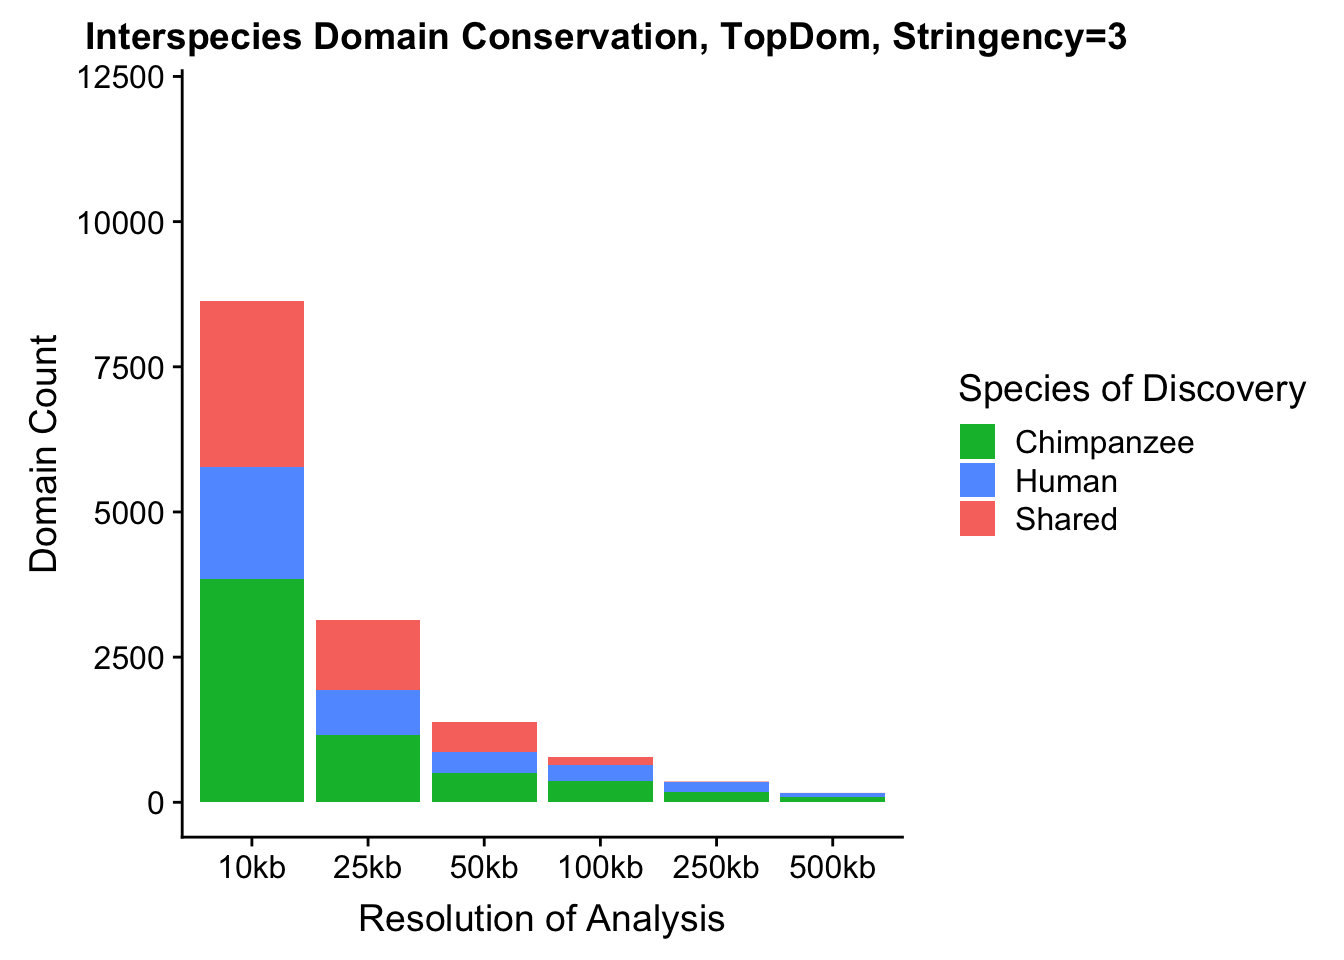 Interspecies Domain Conservation, TopDom, Stringency=3
12500
10000
7500
5000
2500
0
Domain Count
10kb 25kb 50kb 100kb 250kb 500kb
Resolution of Analysis
Species of Discovery
Chimpanzee
Human
Shared